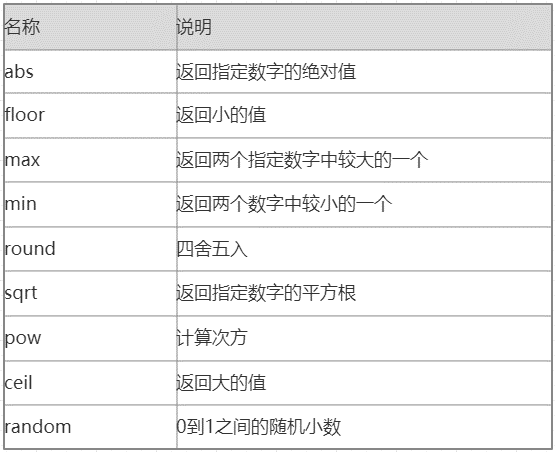 名称 说明
abs 返回指定数字的绝对值
floor 返回小的值
max 返回两个指定数字中较大的一个
min 返回两个数字中较小的一个
round 四舍五入
sqrt 返回指定数字的平方根
pow 计算次方
ceil 返回大的值
random 0到1之间的随机小数